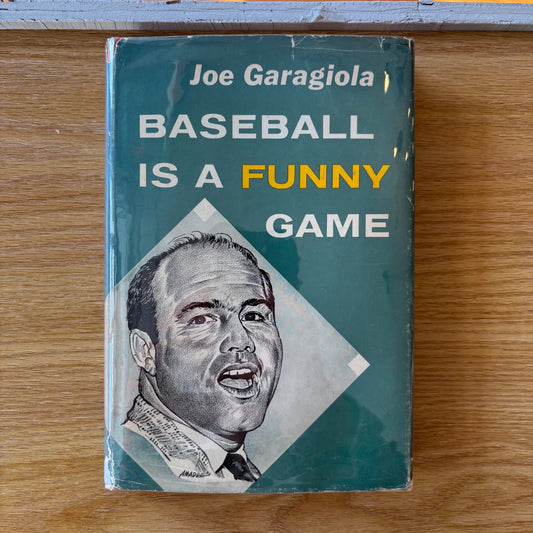 Joe Garagiola
BASEBALL
IS A FUNNY
GAME